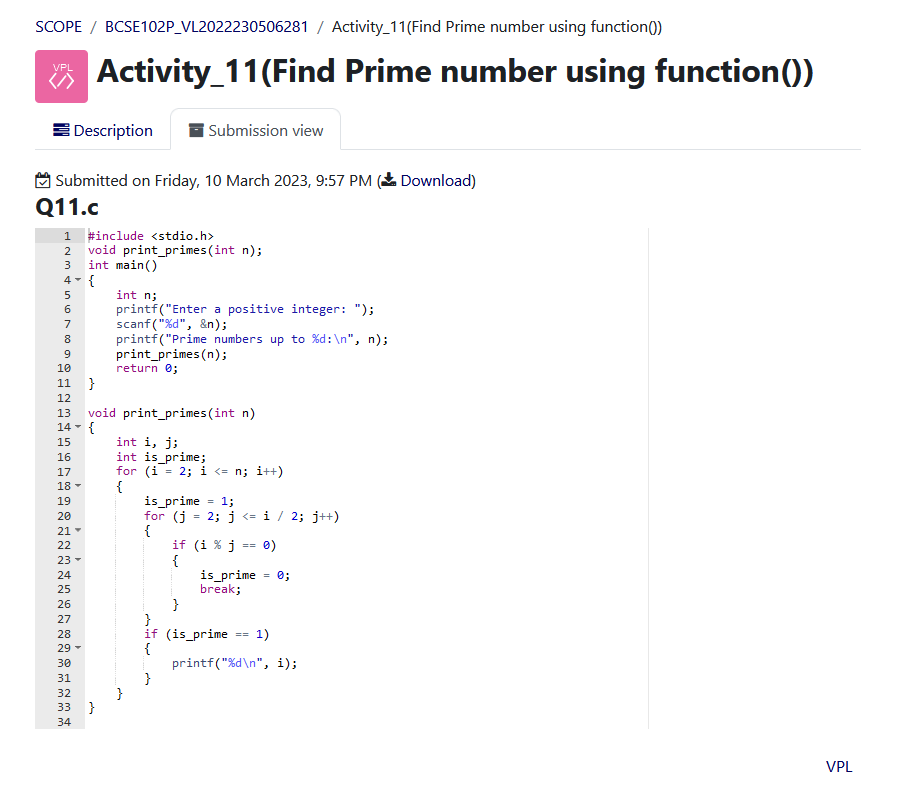 SCOPE / BCSE102P_VL2022230506281 / Activity_11(Find Prime number using function())
VPL
</>
Activity_11(Find Prime number using function())
Description
Submission view
Submitted on Friday, 10 March 2023, 9:57 PM (Download)
Q11.c
1 #include <stdio.h>
2 void print_primes(int n);
3 int main()
4 {
5     int n;
6     printf("Enter a positive integer: ");
7     scanf("%d", &n);
8     printf("Prime numbers up to %d:\n", n);
9     print_primes(n);
10     return 0;
11 }
12
13 void print_primes(int n)
14 {
15     int i, j;
16     int is_prime;
17     for (i = 2; i <= n; i++)
18     {
19         is_prime = 1;
20         for (j = 2; j <= i / 2; j++)
21         {
22             if (i % j == 0)
23             {
24                 is_prime = 0;
25                 break;
26             }
27         }
28         if (is_prime == 1)
29         {
30             printf("%d\n", i);
31         }
32     }
33 }
34
VPL